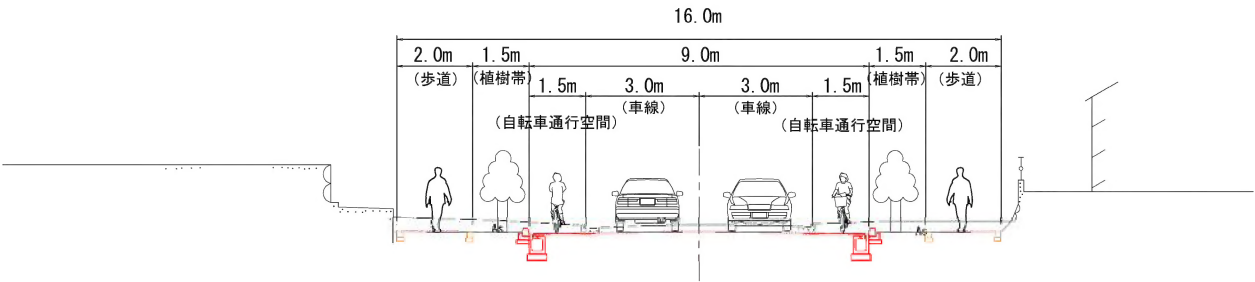 16.0m
2.0m 1.5m 9.0m 1.5m 2.0m
(歩道) (植樹帯) (植樹帯) (歩道)
1.5m 3.0m 3.0m 1.5m
(車線) (車線)
(自転車通行空間) (自転車通行空間)
As As